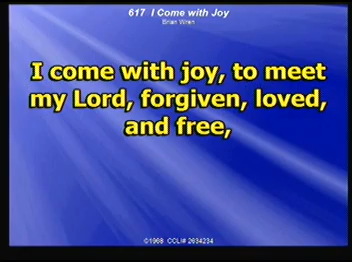 617 I Come with Joy
Brian Wren
I come with joy, to meet
my Lord, forgiven, loved,
and free,
©1968 CCLI# 2634234